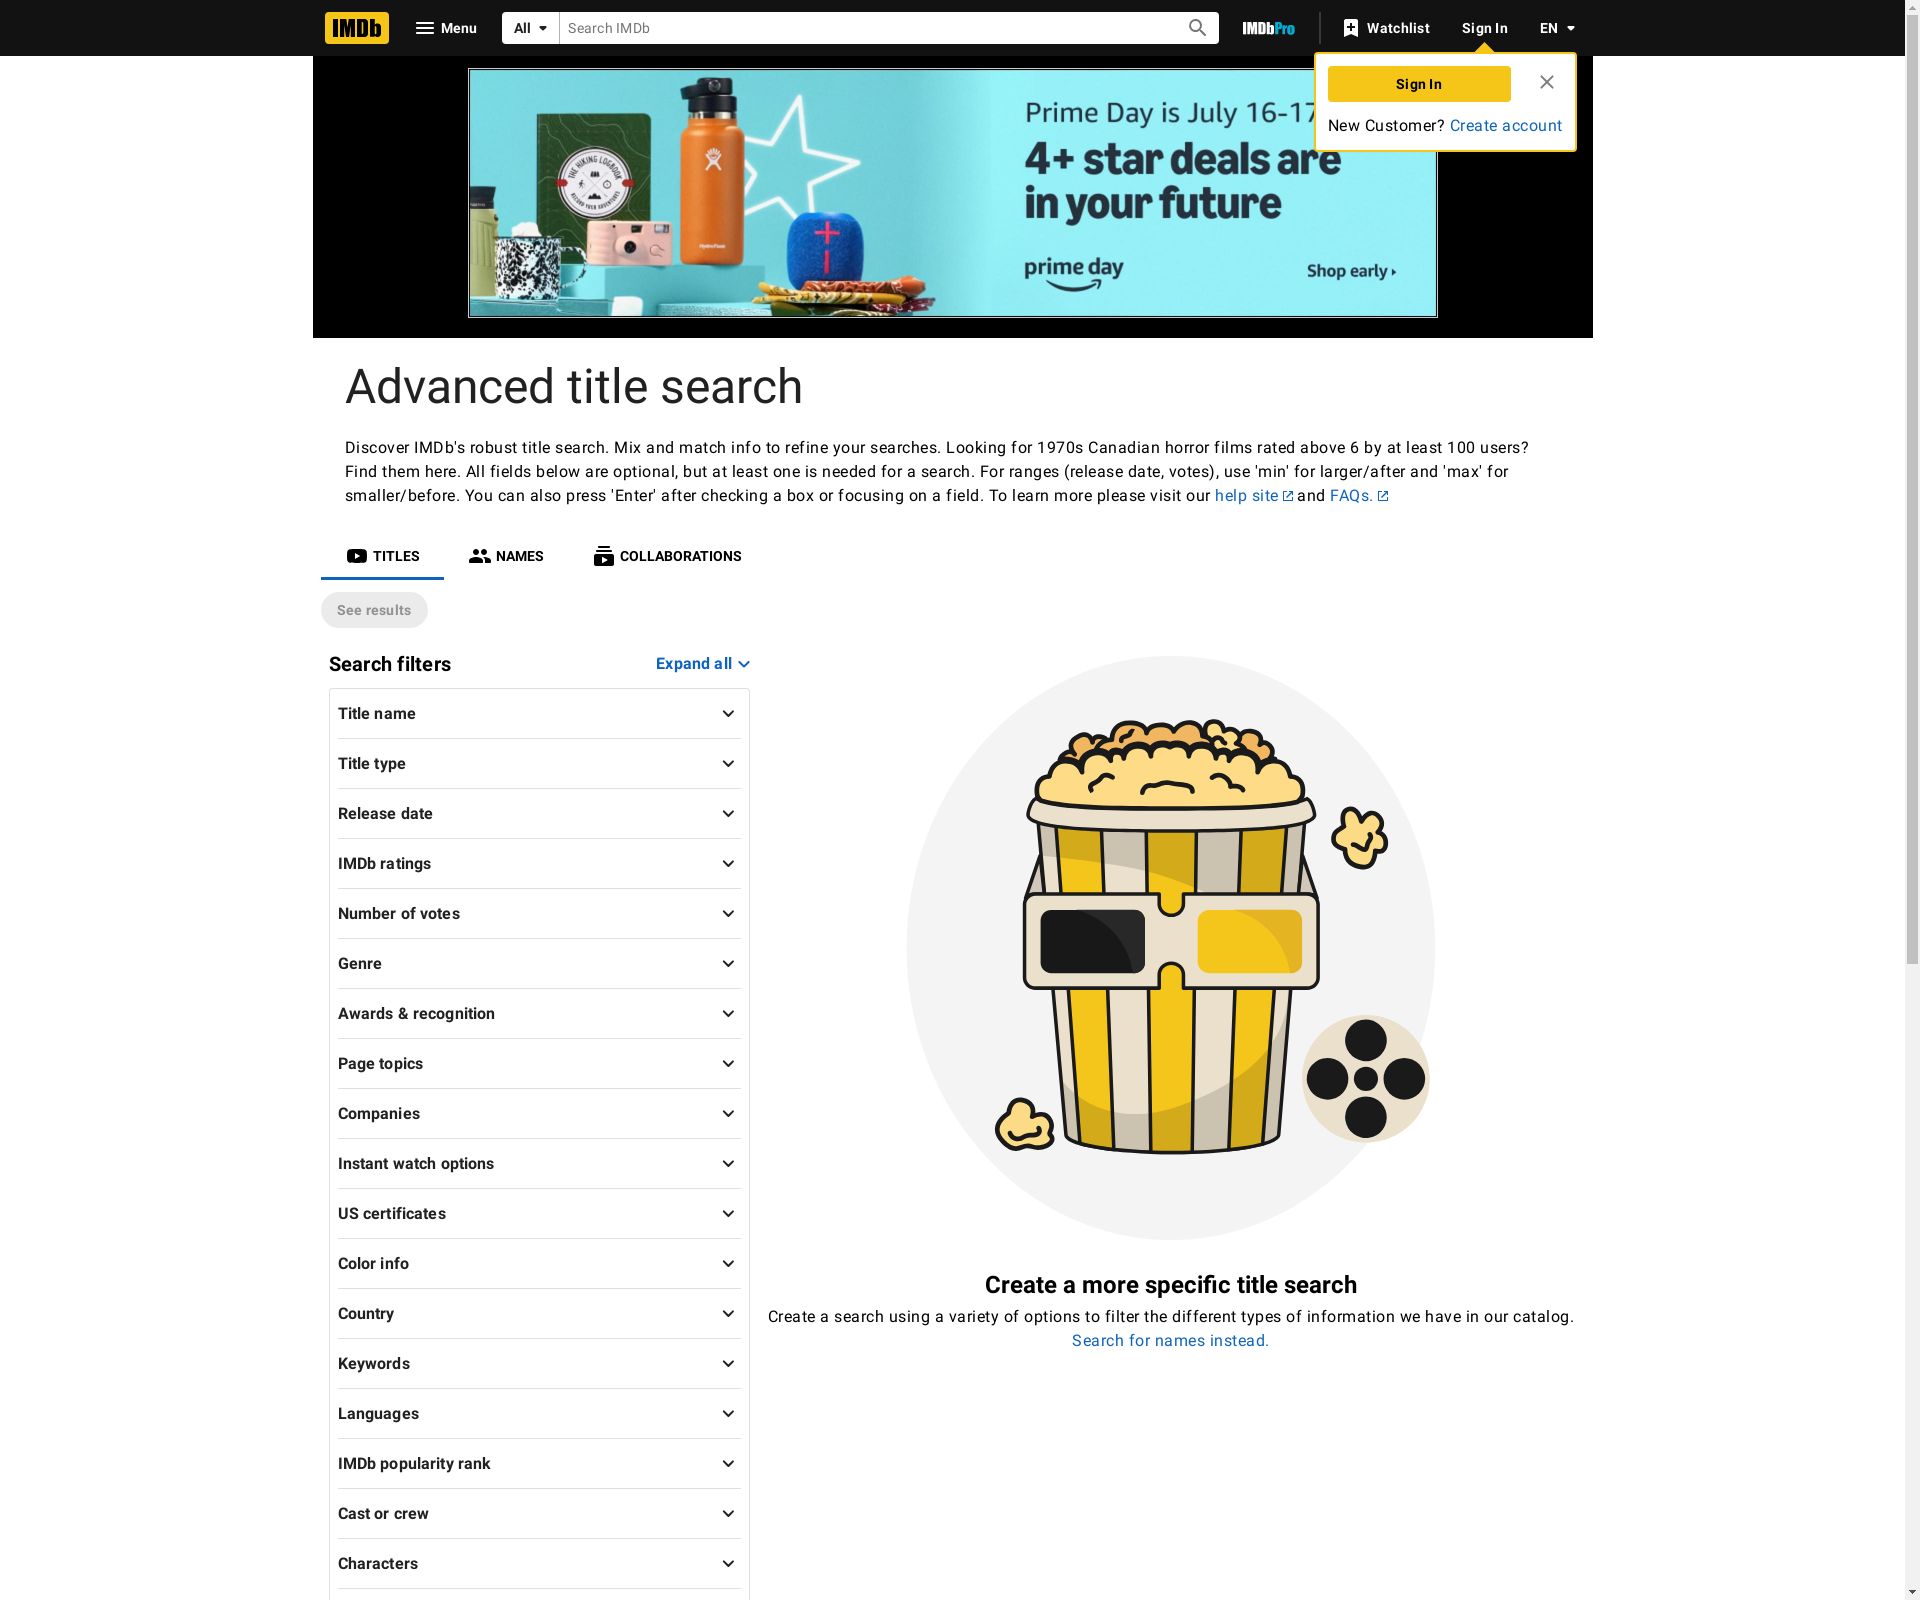 IMDb
Menu
All
Search IMDb
IMDbPro
Watchlist
Sign In
EN
Sign In
New Customer? Create account
Prime Day is July 16-17
4+ star deals are
in your future
prime day
Shop early
THE HIKING LOGBOOK
RECORD YOUR ADVENTURES
HydroFlask
Advanced title search
Discover IMDb's robust title search. Mix and match info to refine your searches. Looking for 1970s Canadian horror films rated above 6 by at least 100 users?
Find them here. All fields below are optional, but at least one is needed for a search. For ranges (release date, votes), use 'min' for larger/after and 'max' for
smaller/before. You can also press 'Enter' after checking a box or focusing on a field. To learn more please visit our help site and FAQs.
TITLES
NAMES
COLLABORATIONS
See results
Search filters
Expand all
Title name
Title type
Release date
IMDb ratings
Number of votes
Genre
Awards & recognition
Page topics
Companies
Instant watch options
US certificates
Color info
Country
Keywords
Languages
IMDb popularity rank
Cast or crew
Characters
Create a more specific title search
Create a search using a variety of options to filter the different types of information we have in our catalog.
Search for names instead.